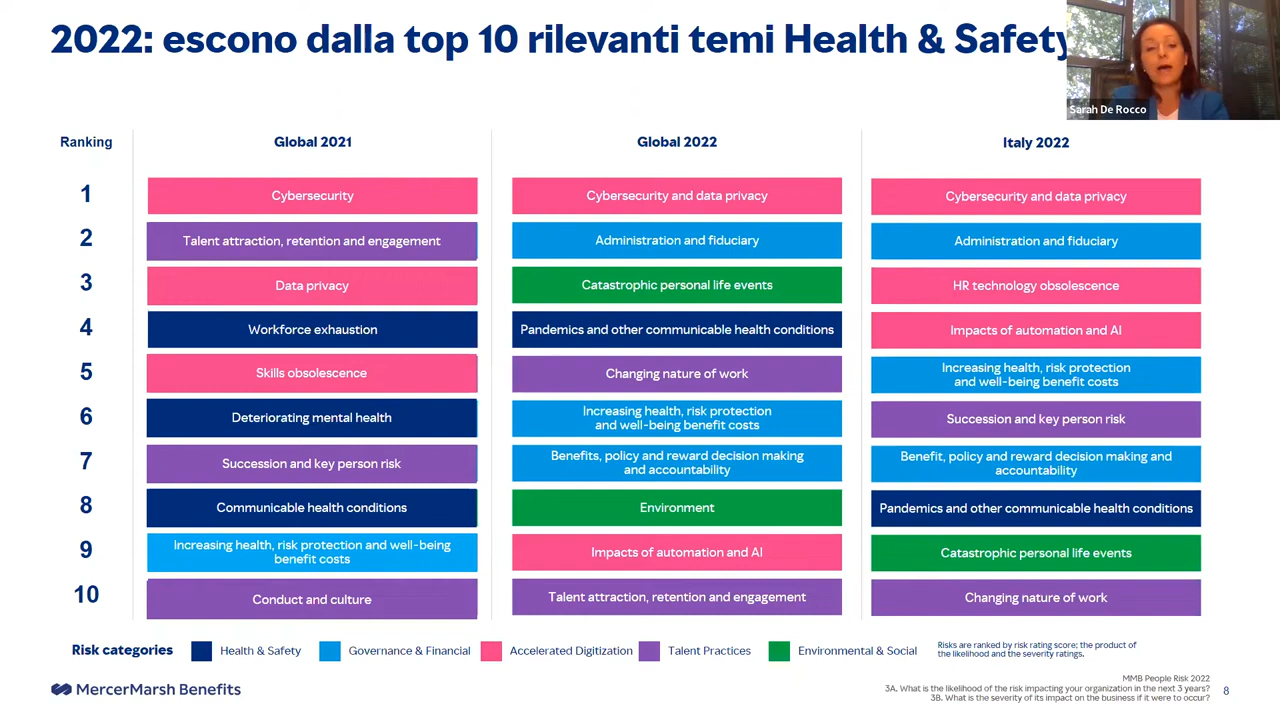 2022: escono dalla top 10 rilevanti temi Health & Safety
Sarah De Rocco
Ranking
Global 2021
Global 2022
Italy 2022
1
Cybersecurity
Cybersecurity and data privacy
Cybersecurity and data privacy
2
Talent attraction, retention and engagement
Administration and fiduciary
Administration and fiduciary
3
Data privacy
Catastrophic personal life events
HR technology obsolescence
4
Workforce exhaustion
Pandemics and other communicable health conditions
Impacts of automation and AI
5
Skills obsolescence
Changing nature of work
Increasing health, risk protection
and well-being benefit costs
6
Deteriorating mental health
Increasing health, risk protection
and well-being benefit costs
Succession and key person risk
7
Succession and key person risk
Benefits, policy and reward decision making
and accountability
Benefit, policy and reward decision making and
accountability
8
Communicable health conditions
Environment
Pandemics and other communicable health conditions
9
Increasing health, risk protection and well-being
benefit costs
Impacts of automation and AI
Catastrophic personal life events
10
Conduct and culture
Talent attraction, retention and engagement
Changing nature of work
Risk categories
Health & Safety
Governance & Financial
Accelerated Digitization
Talent Practices
Environmental & Social
Risks are ranked by risk rating score; the product of
the likelihood and the severity ratings.
MercerMarsh Benefits
MMB People Risk 2022
3A. What is the likelihood of the risk impacting your organization in the next 3 years?
3B. What is the severity of its impact on the business if it were to occur?
8